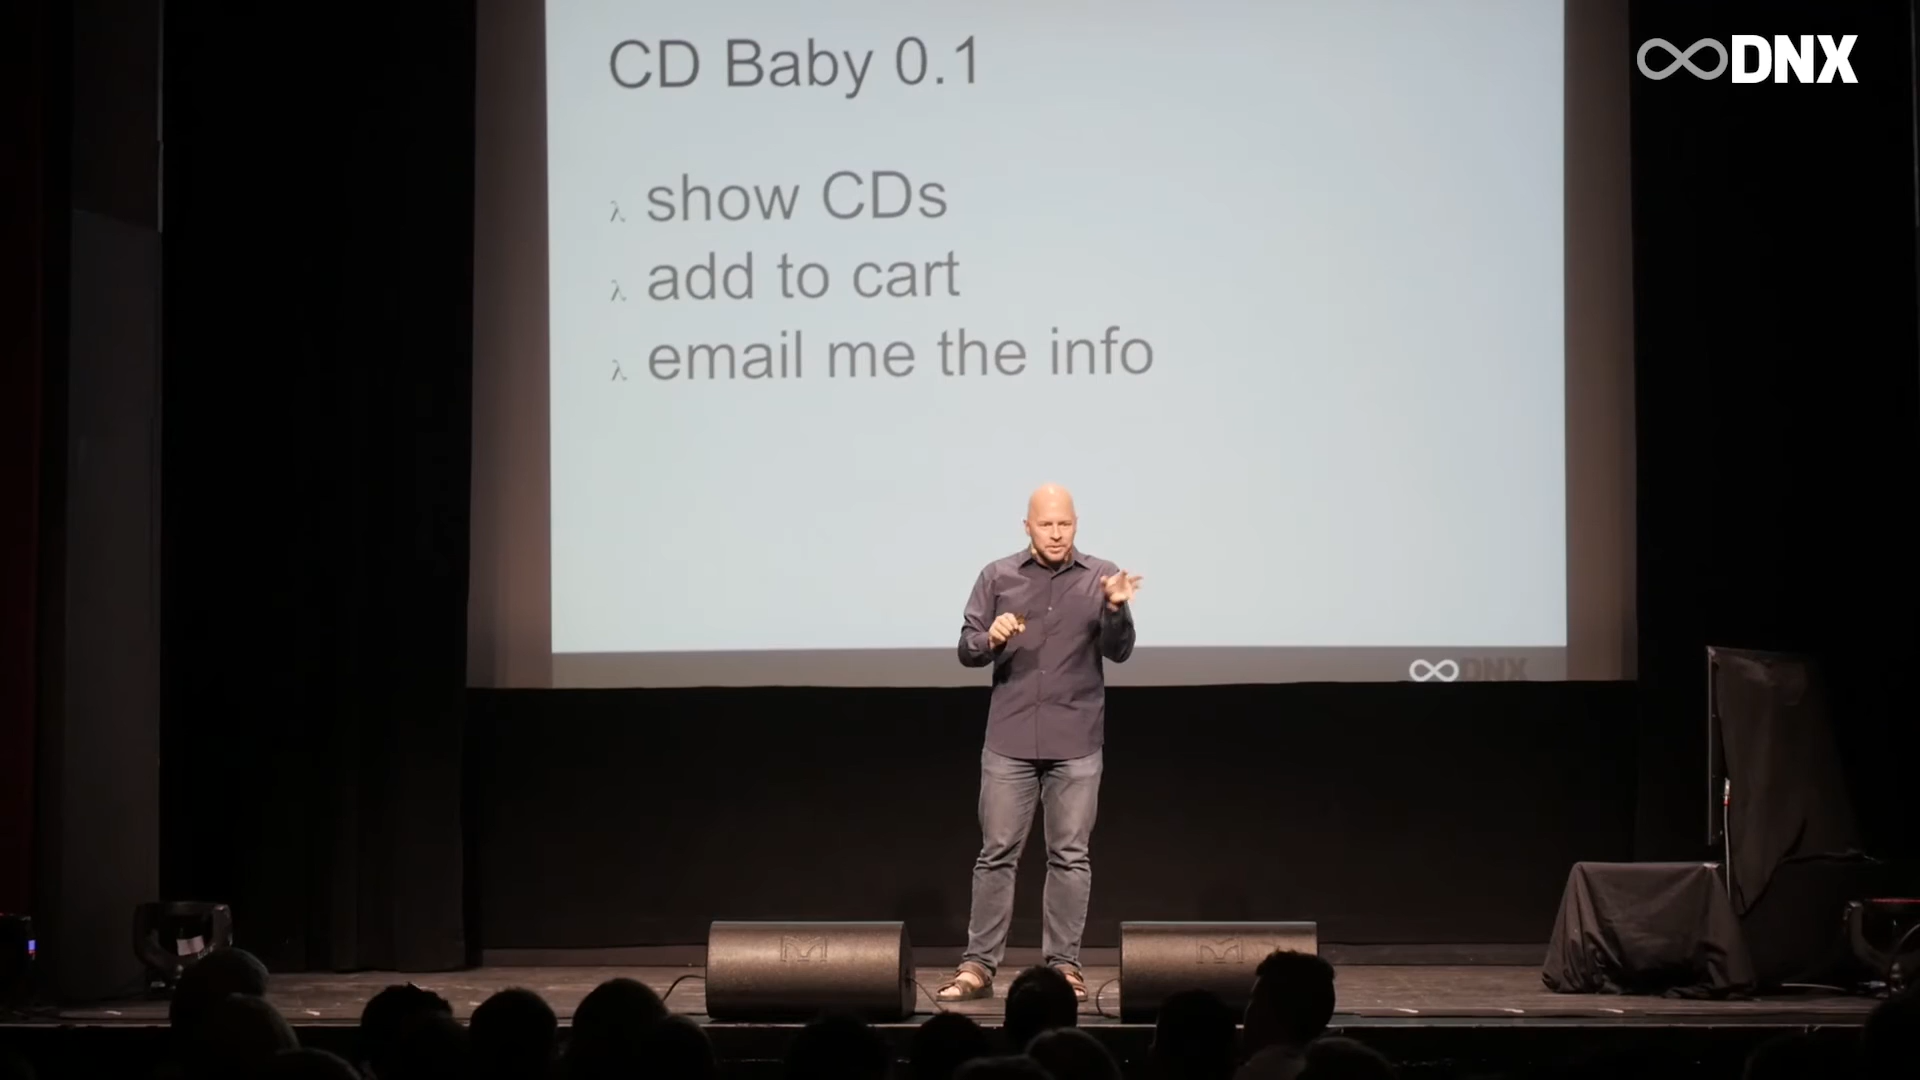 CD Baby 0.1
DNX
λ show CDs
λ add to cart
λ email me the info
DNX